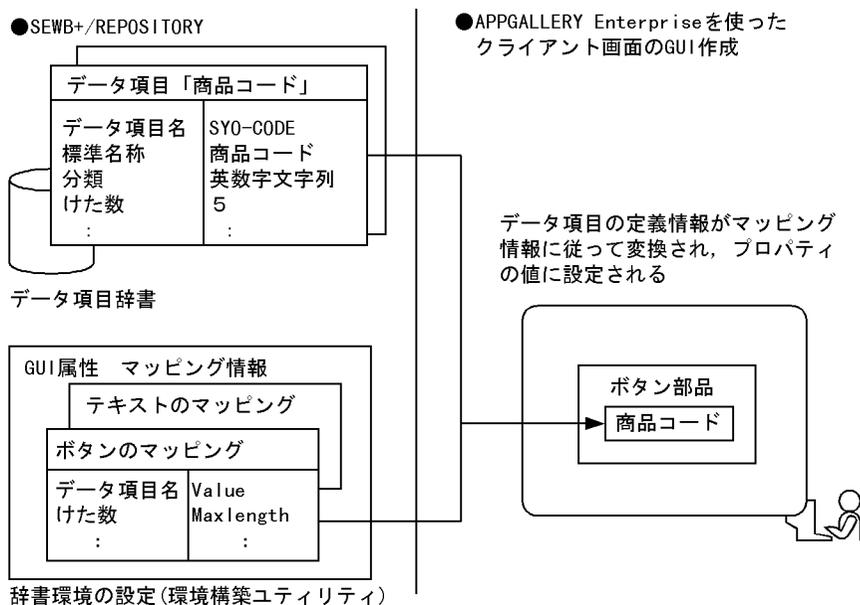 ●SEWB+/REPOSITORY
データ項目「商品コード」
データ項目名 SYO-CODE
標準名称 商品コード
分類 英数字文字列
けた数 5
: :
データ項目辞書
GUI属性 マッピング情報
テキストのマッピング
ボタンのマッピング
データ項目名 Value
けた数 Maxlength
: :
辞書環境の設定(環境構築ユティリティ)
●APPGALLERY Enterpriseを使った
クライアント画面のGUI作成
データ項目の定義情報がマッピング
情報に従って変換され，プロパティ
の値に設定される
ボタン部品
商品コード